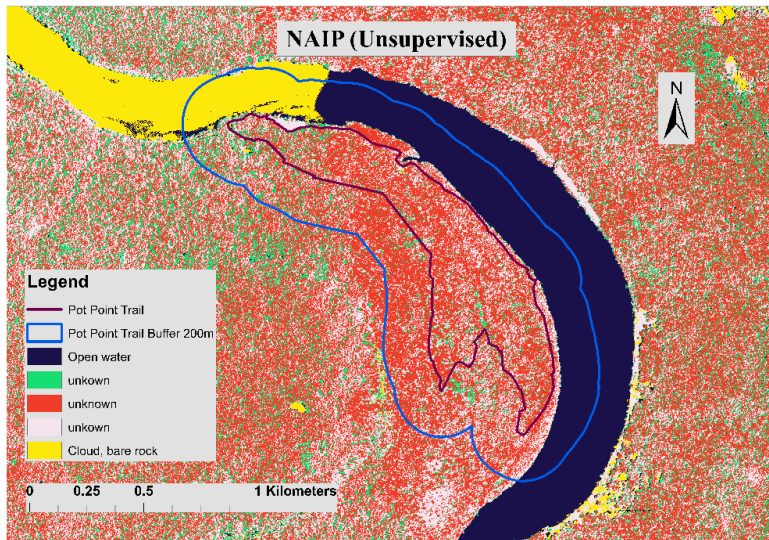 NAIP (Unsupervised)
N
Legend
Pot Point Trail
Pot Point Trail Buffer 200m
Open water
unkown
unknown
unkown
Cloud, bare rock
0 0.25 0.5 1 Kilometers